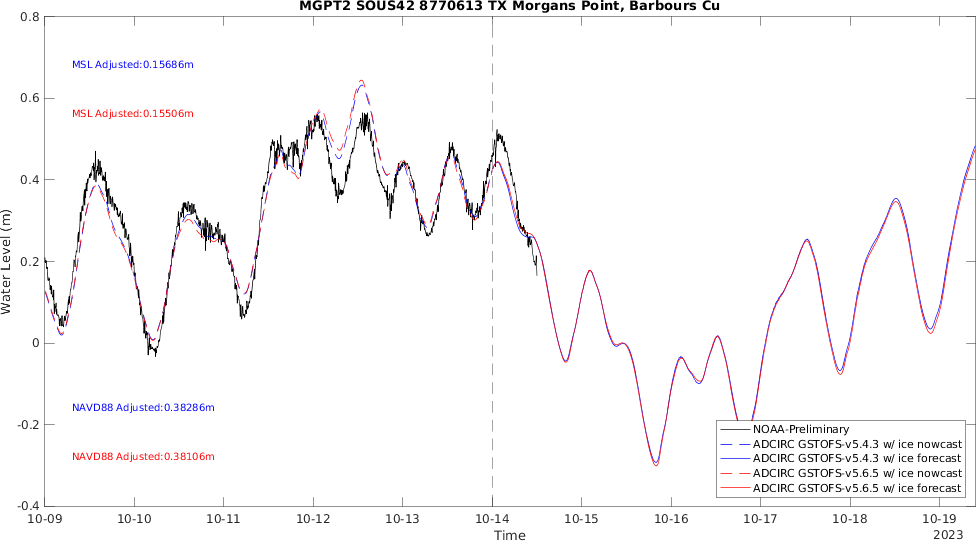 MGPT2 SOUS42 8770613 TX Morgans Point, Barbours Cu
0.8
0.6
0.4
0.2
0
-0.2
-0.4
Water Level (m)
MSL Adjusted:0.15686m
MSL Adjusted:0.15506m
NAVD88 Adjusted:0.38286m
NAVD88 Adjusted:0.38106m
NOAA-Preliminary
ADCIRC GSTOFS-v5.4.3 w/ ice nowcast
ADCIRC GSTOFS-v5.4.3 w/ ice forecast
ADCIRC GSTOFS-v5.6.5 w/ ice nowcast
ADCIRC GSTOFS-v5.6.5 w/ ice forecast
10-09 10-10 10-11 10-12 10-13 10-14 10-15 10-16 10-17 10-18 10-19
Time
2023